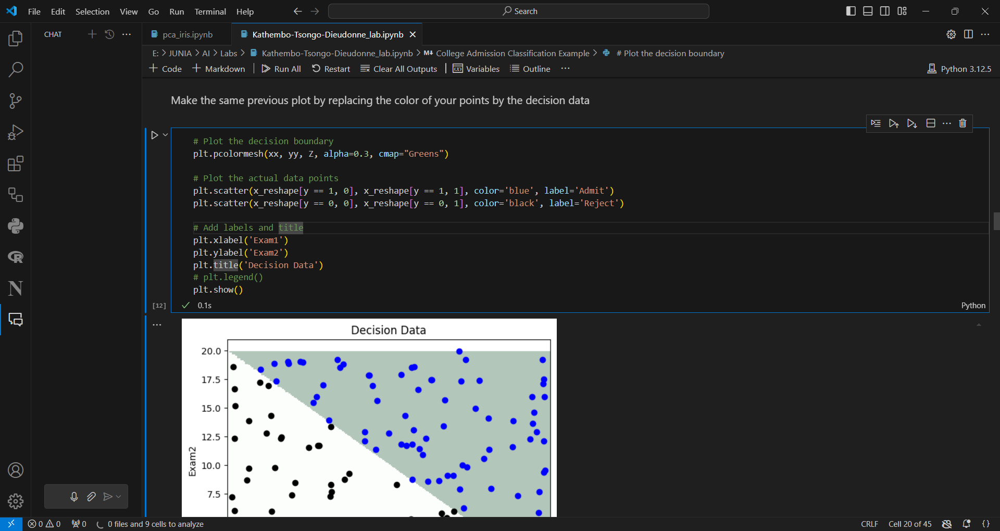 File Edit Selection View Go Run Terminal Help
Search
CHAT
pca_iris.ipynb
Kathembo-Tsongo-Dieudonne_lab.ipynb
E: > JUNIA > AI > Labs > Kathembo-Tsongo-Dieudonne_lab.ipynb > M↓ College Admission Classification Example > # Plot the decision boundary
+ Code + Markdown Run All Restart Clear All Outputs Variables Outline ...
Python 3.12.5
Make the same previous plot by replacing the color of your points by the decision data
# Plot the decision boundary
plt.pcolormesh(xx, yy, Z, alpha=0.3, cmap="Greens")
# Plot the actual data points
plt.scatter(x_reshape[y == 1, 0], x_reshape[y == 1, 1], color='blue', label='Admit')
plt.scatter(x_reshape[y == 0, 0], x_reshape[y == 0, 1], color='black', label='Reject')
# Add labels and title
plt.xlabel('Exam1')
plt.ylabel('Exam2')
plt.title('Decision Data')
# plt.legend()
plt.show()
[12] 0.1s
Python
Decision Data
20.0
17.5
15.0
12.5
10.0
7.5
Exam2
0 0 0 0 files and 9 cells to analyze
CRLF Cell 20 of 45 {}